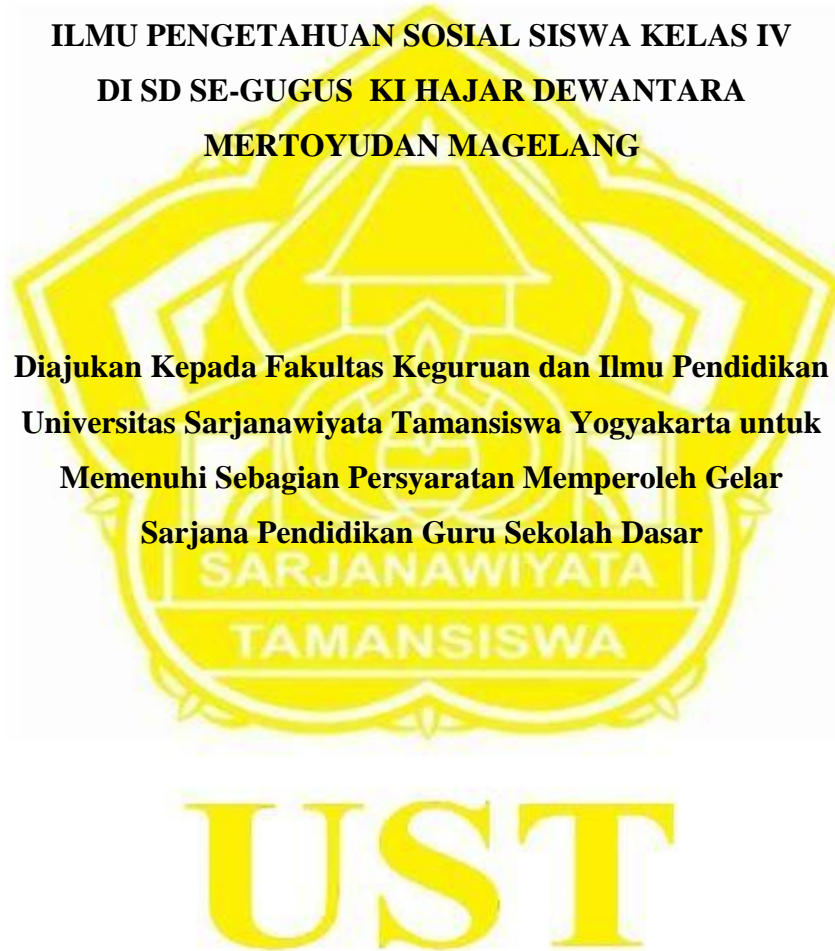 ILMU PENGETAHUAN SOSIAL SISWA KELAS IV
DI SD SE-GUGUS KI HAJAR DEWANTARA
MERTOYUDAN MAGELANG
Diajukan Kepada Fakultas Keguruan dan Ilmu Pendidikan
Universitas Sarjanawiyata Tamansiswa Yogyakarta untuk
Memenuhi Sebagian Persyaratan Memperoleh Gelar
Sarjana Pendidikan Guru Sekolah Dasar
SARJANAWIYATA
TAMANSISWA
UST